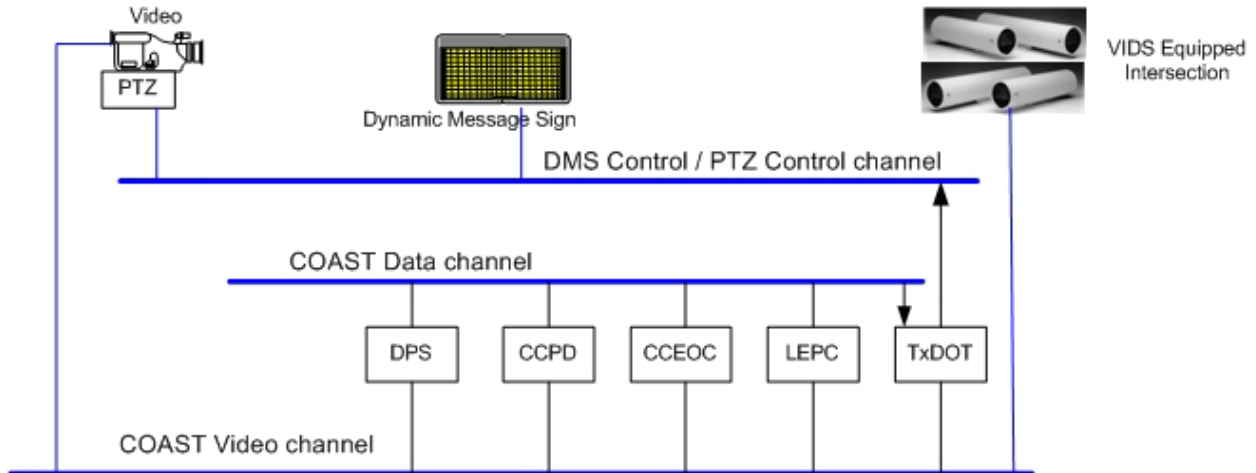 Video
PTZ
Dynamic Message Sign
VIDS Equipped
Intersection
DMS Control / PTZ Control channel
COAST Data channel
DPS
CCPD
CCEOC
LEPC
TxDOT
COAST Video channel